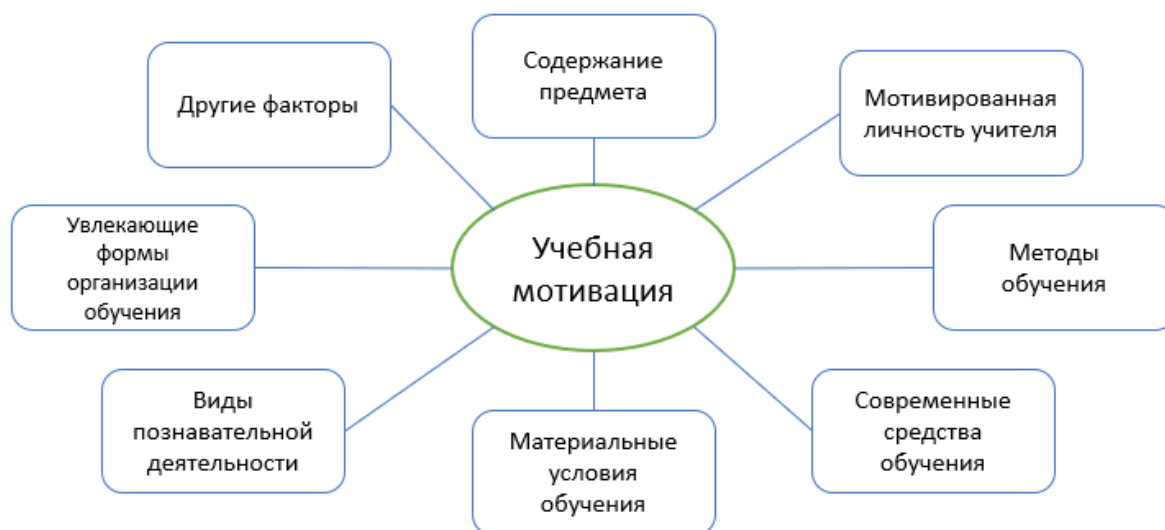 Содержание
предмета
Другие факторы
Мотивированная
личность учителя
Увлекающие
формы
организации
обучения
Учебная
мотивация
Методы
обучения
Виды
познавательной
деятельности
Материальные
условия
обучения
Современные
средства
обучения